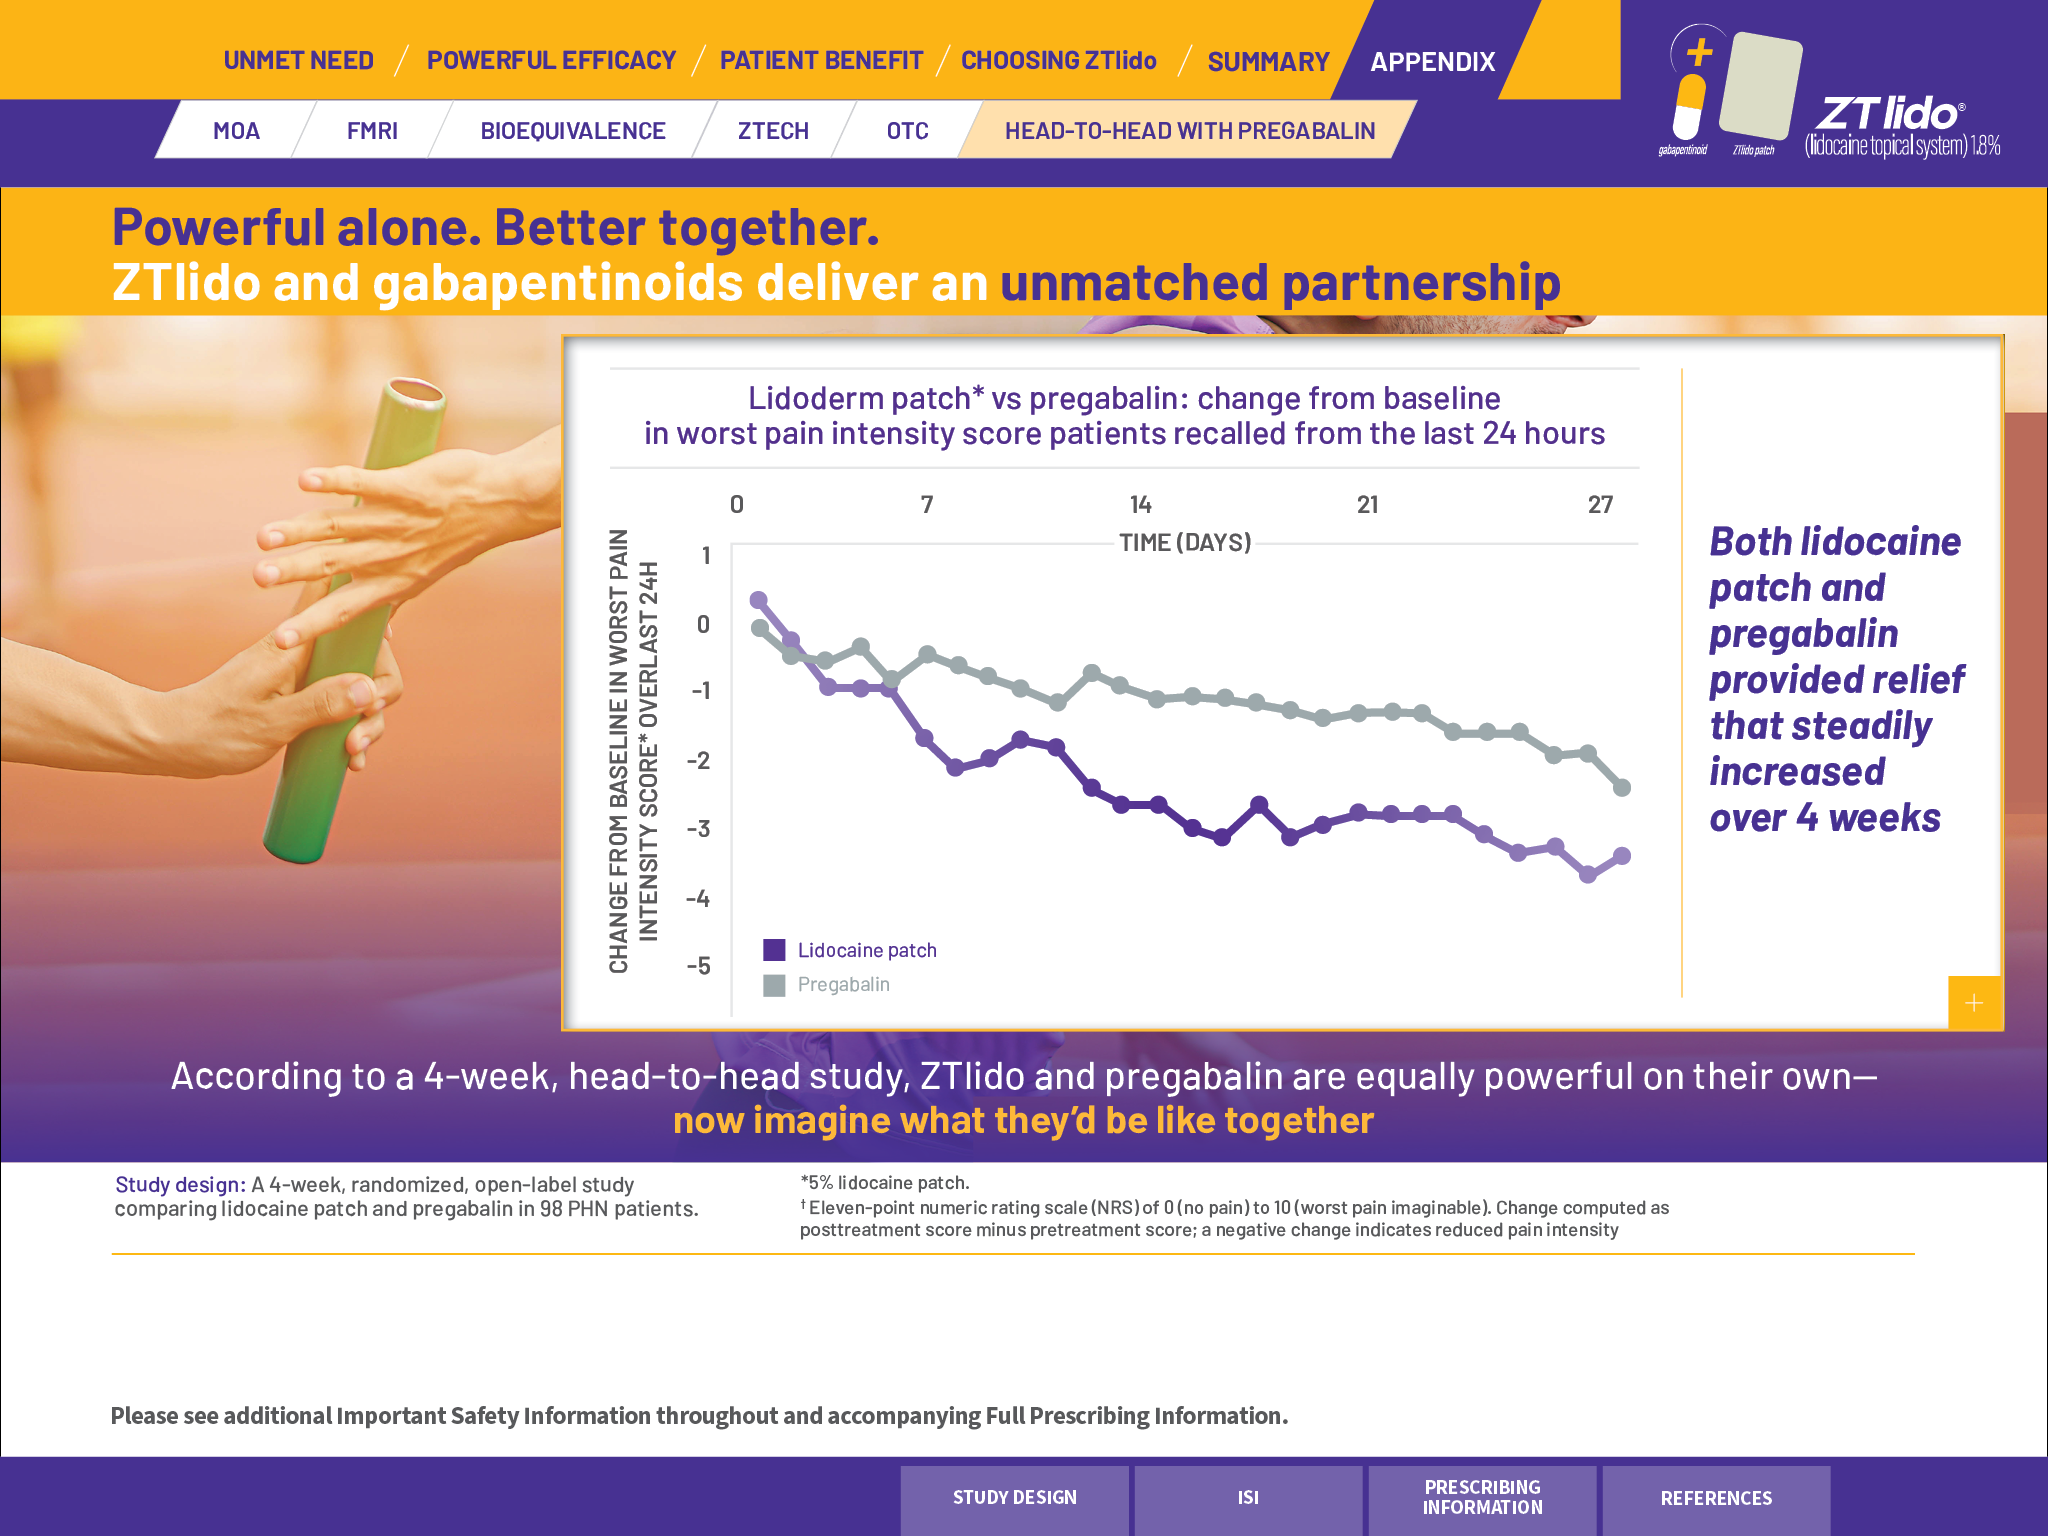 UNMET NEED / POWERFUL EFFICACY / PATIENT BENEFIT / CHOOSING ZTlido / SUMMARY APPENDIX
MOA FMRI BIOEQUIVALENCE ZTECH OTC HEAD-TO-HEAD WITH PREGABALIN
+
gabapentinoid ZTlido patch
ZTlido®
(lidocaine topical system) 1.8%
Powerful alone. Better together.
ZTlido and gabapentinoids deliver an unmatched partnership
Lidoderm patch* vs pregabalin: change from baseline
in worst pain intensity score patients recalled from the last 24 hours
0 7 14 21 27
TIME (DAYS)
CHANGE FROM BASELINE IN WORST PAIN
INTENSITY SCORE* OVERLAST 24H
1
0
-1
-2
-3
-4
-5
Lidocaine patch
Pregabalin
Both lidocaine
patch and
pregabalin
provided relief
that steadily
increased
over 4 weeks
+
According to a 4-week, head-to-head study, ZTlido and pregabalin are equally powerful on their own—
now imagine what they’d be like together
Study design: A 4-week, randomized, open-label study
comparing lidocaine patch and pregabalin in 98 PHN patients.
*5% lidocaine patch.
† Eleven-point numeric rating scale (NRS) of 0 (no pain) to 10 (worst pain imaginable). Change computed as
posttreatment score minus pretreatment score; a negative change indicates reduced pain intensity
Please see additional Important Safety Information throughout and accompanying Full Prescribing Information.
STUDY DESIGN
ISI
PRESCRIBING
INFORMATION
REFERENCES